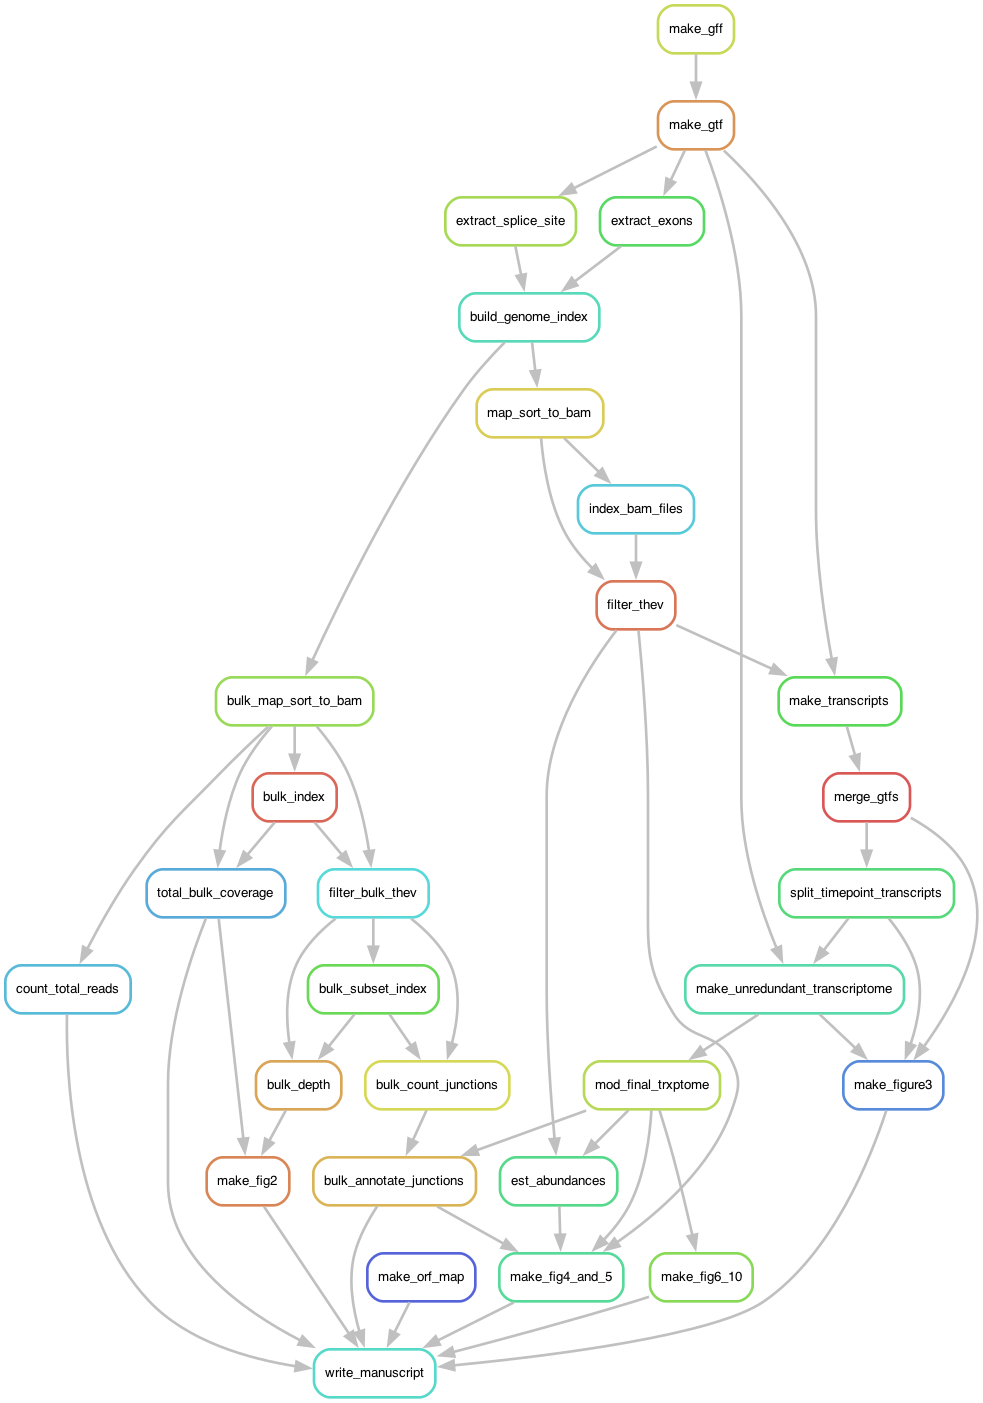 make_gff
make_gtf
extract_splice_site
extract_exons
build_genome_index
map_sort_to_bam
index_bam_files
filter_thev
bulk_map_sort_to_bam
make_transcripts
bulk_index
merge_gtfs
total_bulk_coverage
filter_bulk_thev
split_timepoint_transcripts
count_total_reads
bulk_subset_index
make_unredundant_transcriptome
bulk_depth
bulk_count_junctions
mod_final_trxptome
make_figure3
make_fig2
bulk_annotate_junctions
est_abundances
make_orf_map
make_fig4_and_5
make_fig6_10
write_manuscript